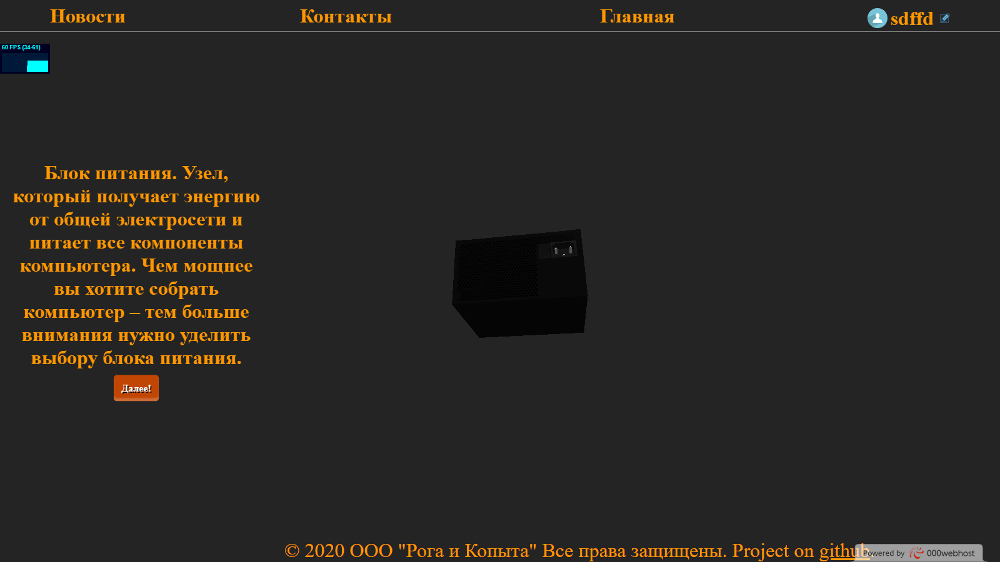 Новости Контакты Главная sdffd
60 FPS (34-61)
Блок питания. Узел,
который получает энергию
от общей электросети и
питает все компоненты
компьютера. Чем мощнее
вы хотите собрать
компьютер – тем больше
внимания нужно уделить
выбору блока питания.
Далее!
© 2020 ООО "Рога и Копыта" Все права защищены. Project on github
Powered by 000webhost